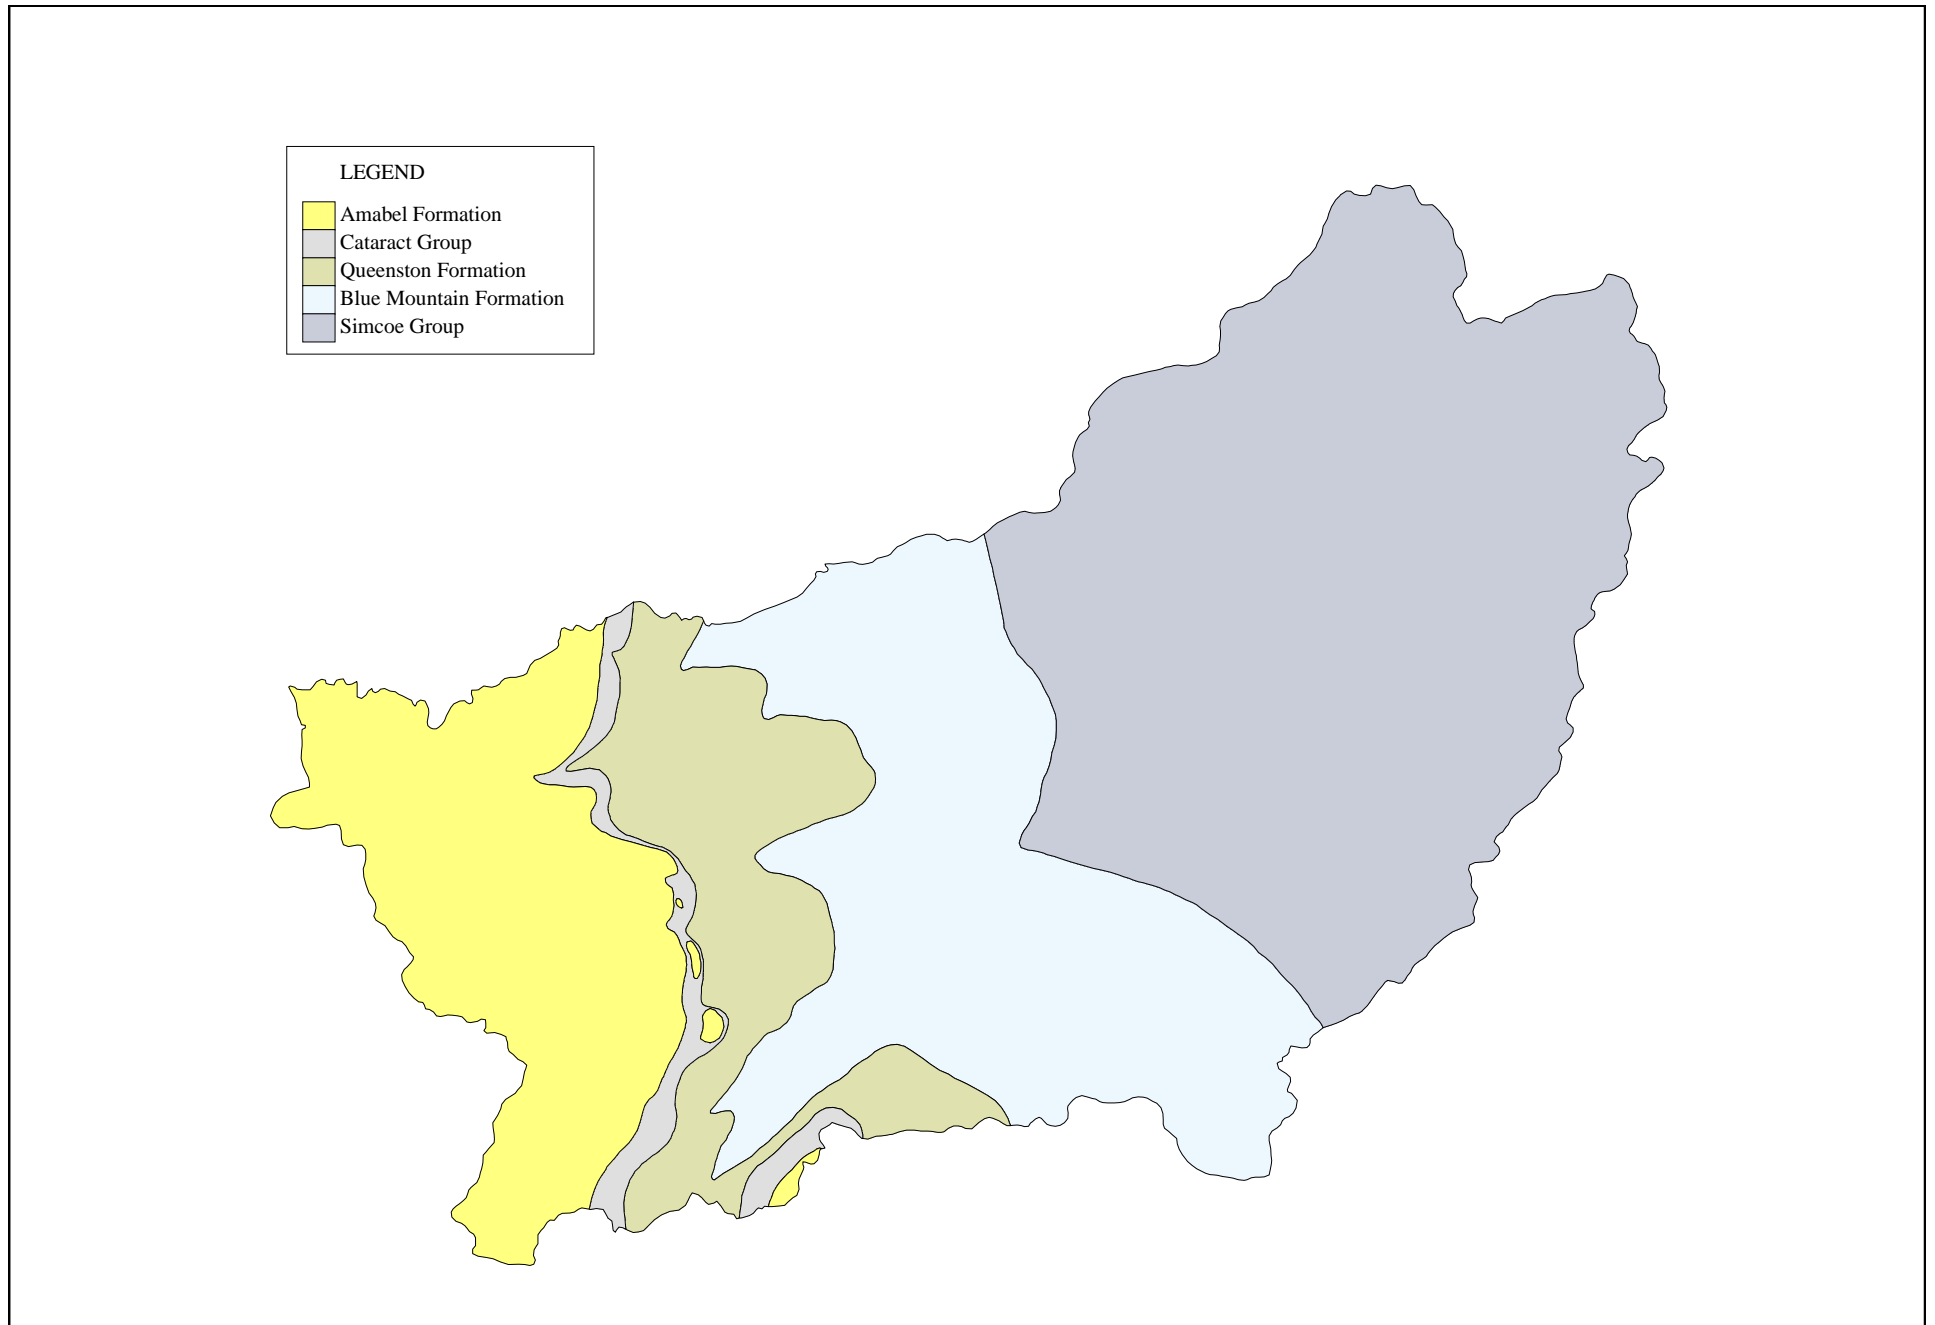 LEGEND
Amabel Formation
Cataract Group
Queenston Formation
Blue Mountain Formation
Simcoe Group